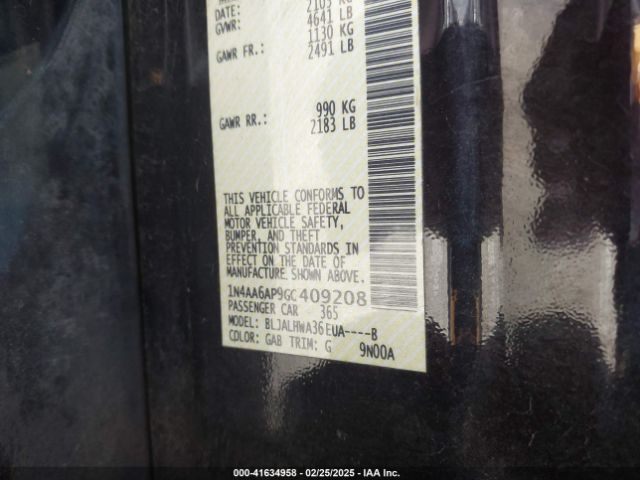 DATE:
GVWR: 4641 LB
1130 KG
GAWR FR.: 2491 LB
990 KG
GAWR RR.: 2183 LB
THIS VEHICLE CONFORMS TO
ALL APPLICABLE FEDERAL
MOTOR VEHICLE SAFETY,
BUMPER, AND THEFT
PREVENTION STANDARDS IN
EFFECT ON THE DATE OF
MANUFACTURE SHOWN ABOVE.
1N4AA6AP9GC409208
PASSENGER CAR 365
MODEL: BLJALHWA36EUA----B
COLOR: GAB TRIM: G 9N00A
000-41634958 - 02/25/2025 - IAA Inc.